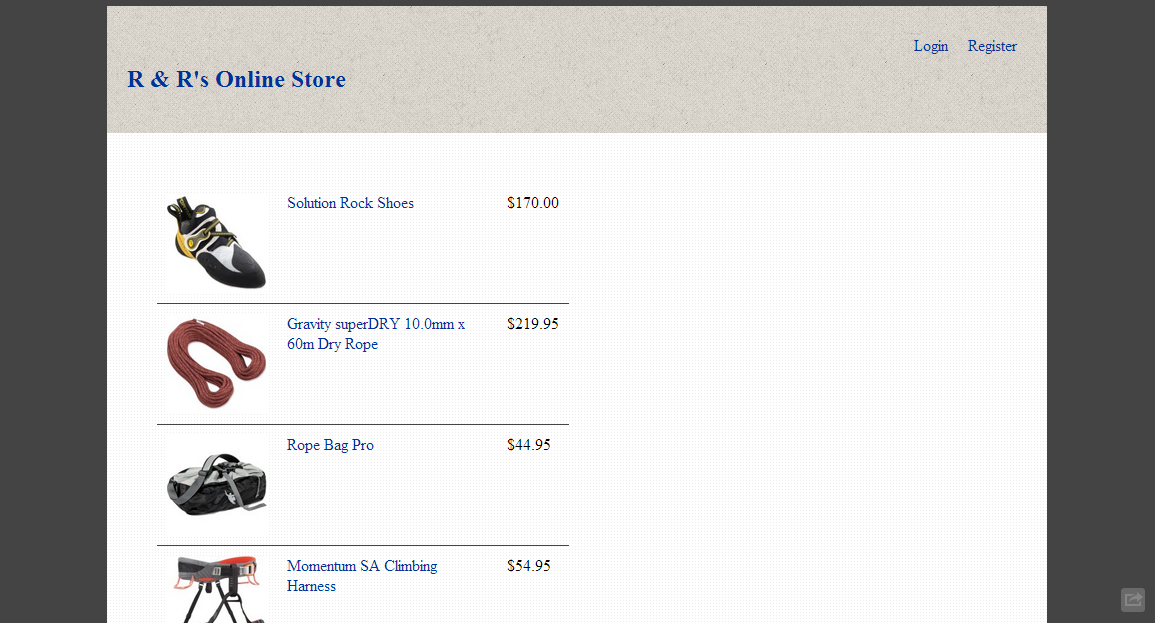 Login Register
R & R's Online Store
Solution Rock Shoes $170.00
Gravity superDRY 10.0mm x $219.95
60m Dry Rope
Rope Bag Pro $44.95
Momentum SA Climbing $54.95
Harness